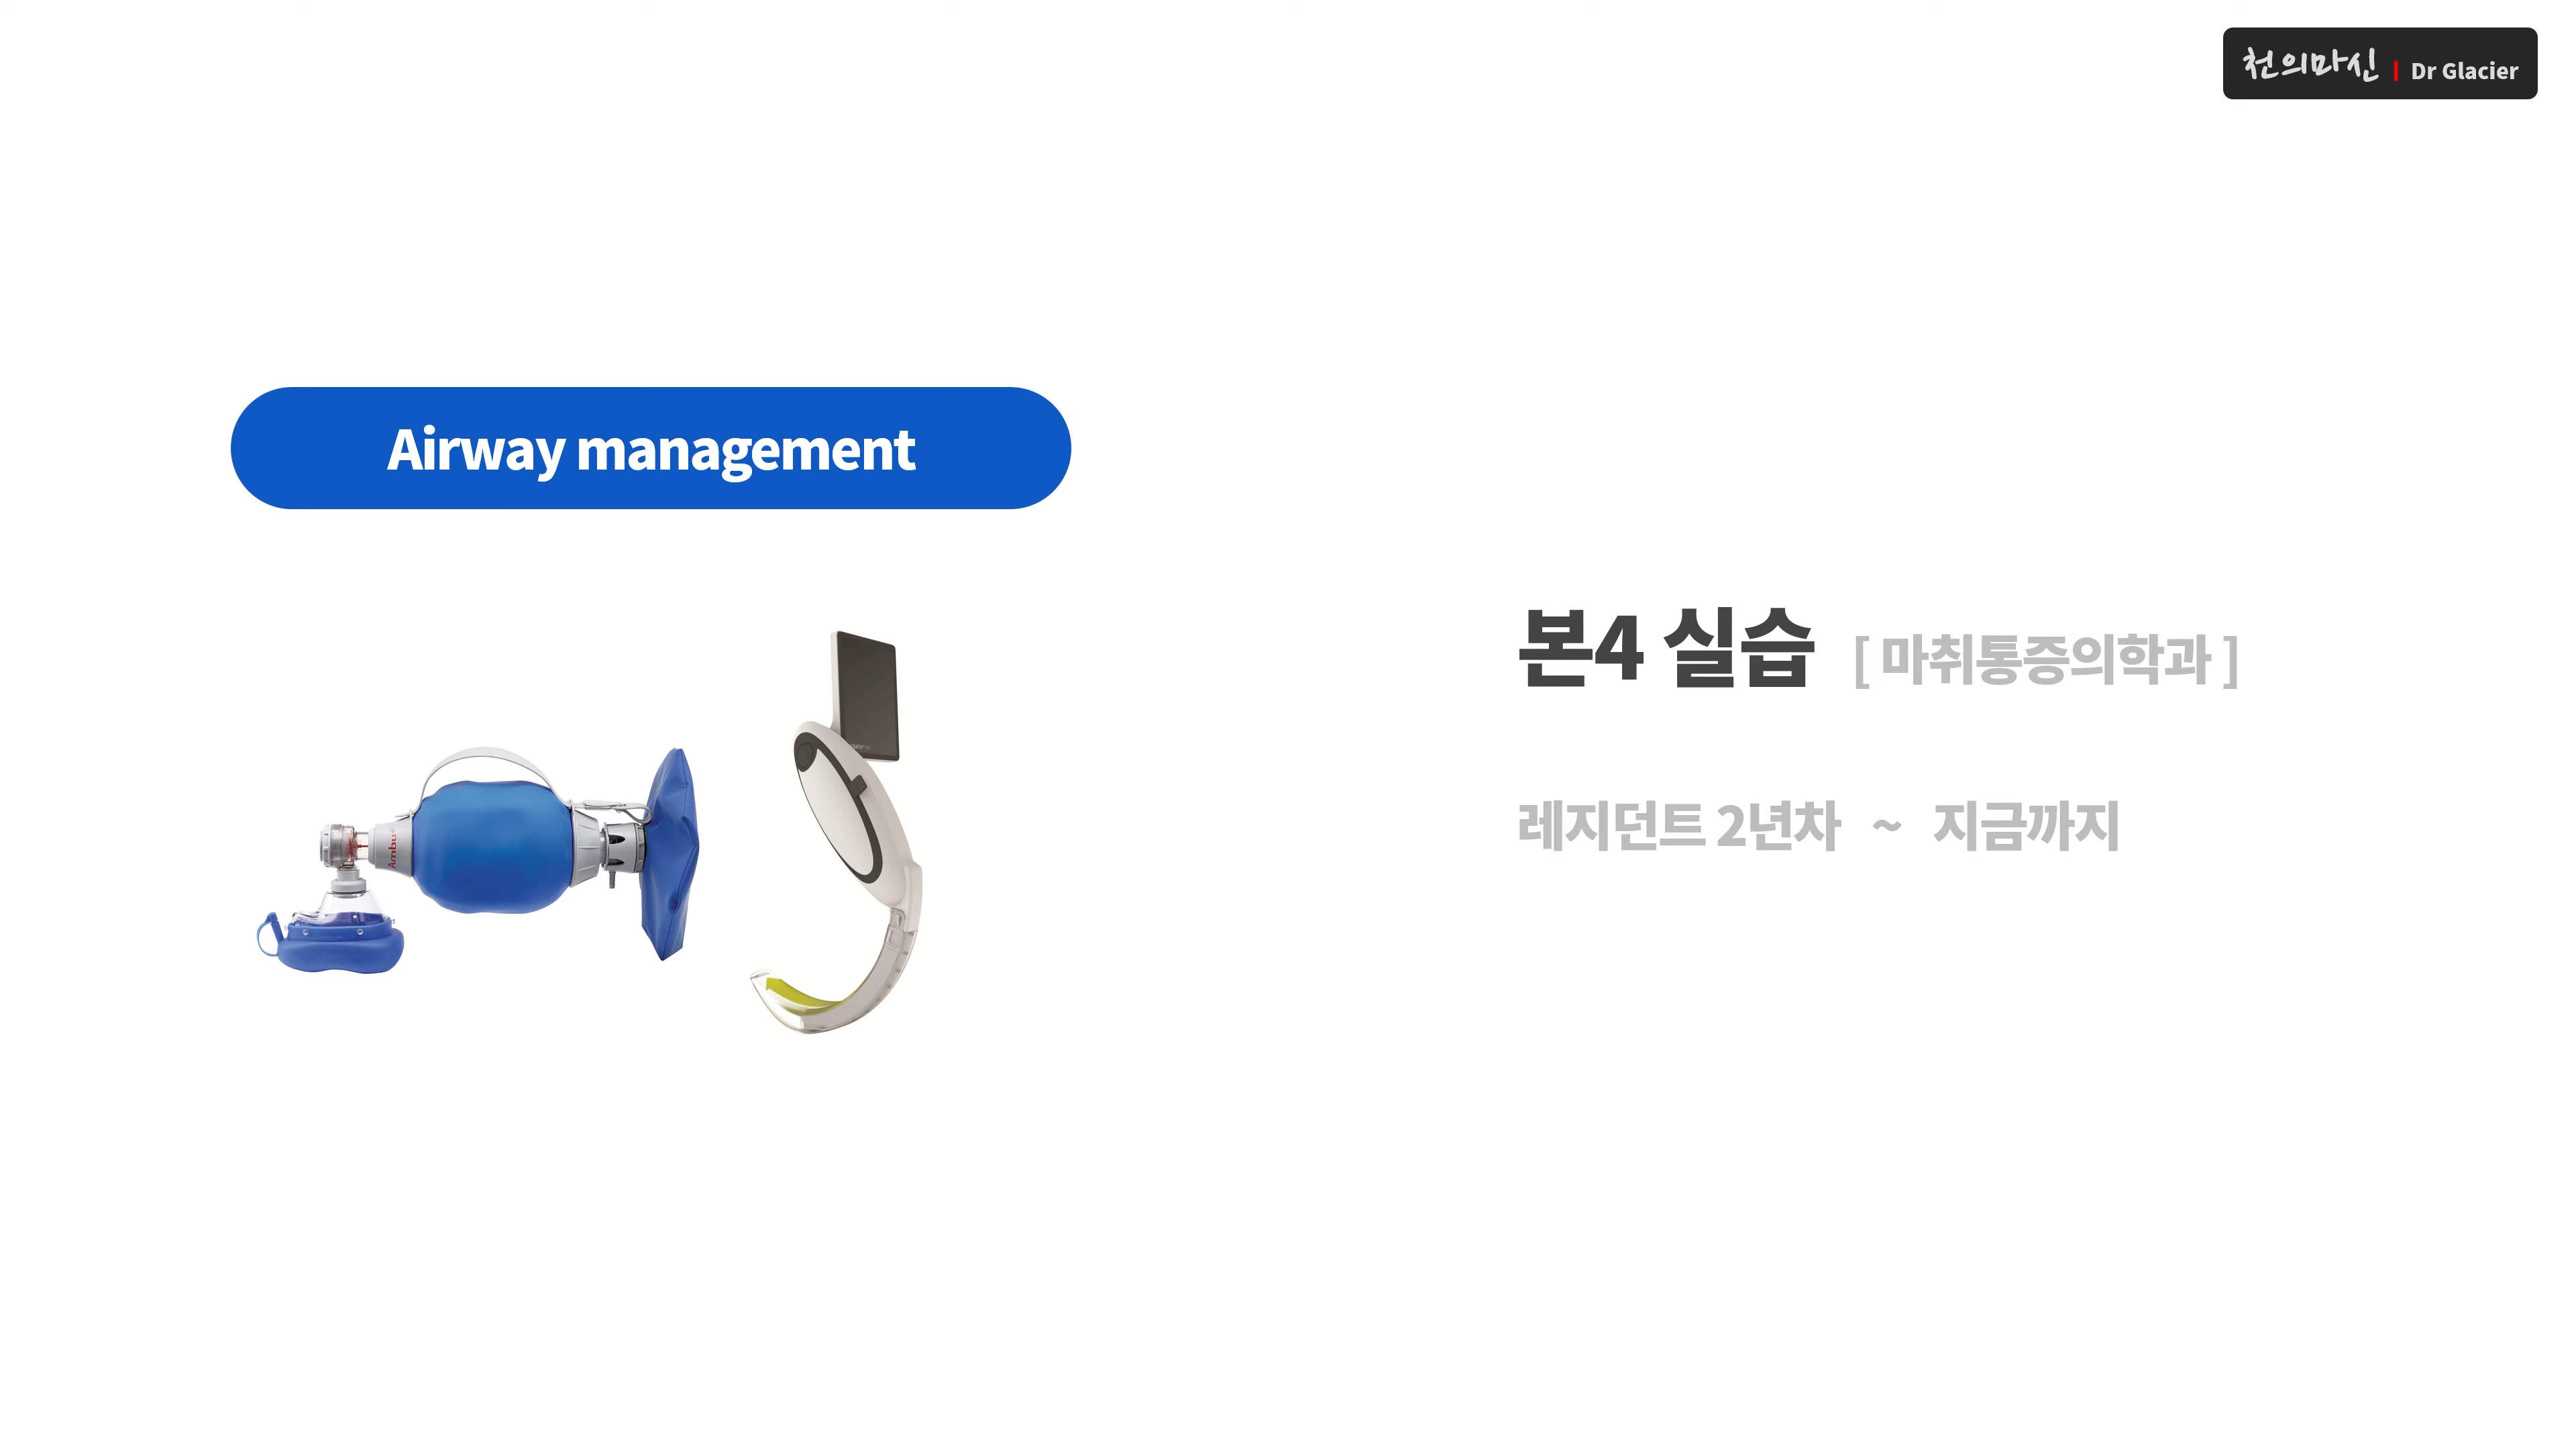 천의마신 | Dr Glacier
Airway management
본4 실습 [ 마취통증의학과 ]
레지던트 2년차 ~ 지금까지
Ambu